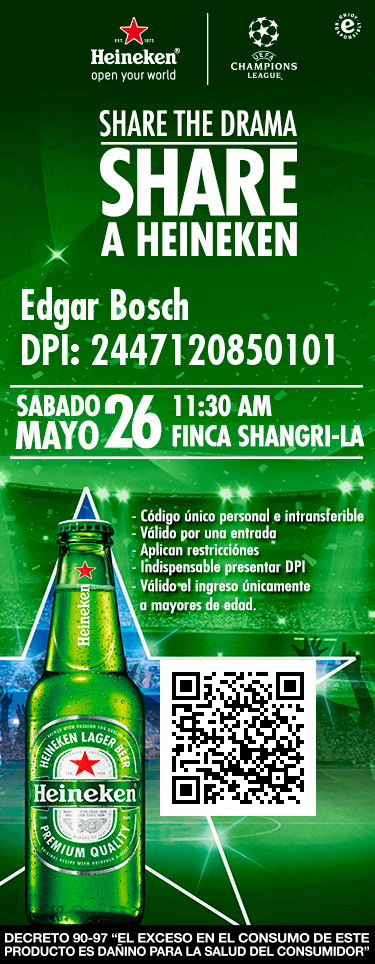 Heineken®
open your world
UEFA
CHAMPIONS
LEAGUE
ENJOY RESPONSIBLY
SHARE THE DRAMA
SHARE
A HEINEKEN
Edgar Bosch
DPI: 2447120850101
SABADO
MAYO
26
11:30 AM
FINCA SHANGRI-LA
- Código único personal e intransferible
- Válido por una entrada
- Aplican restricciónes
- Indispensable presentar DPI
- Válido el ingreso únicamente
a mayores de edad.
Heineken
HEINEKEN LAGER BEER
Heineken®
PREMIUM QUALITY
DECRETO 90-97 “EL EXCESO EN EL CONSUMO DE ESTE
PRODUCTO ES DAÑINO PARA LA SALUD DEL CONSUMIDOR”